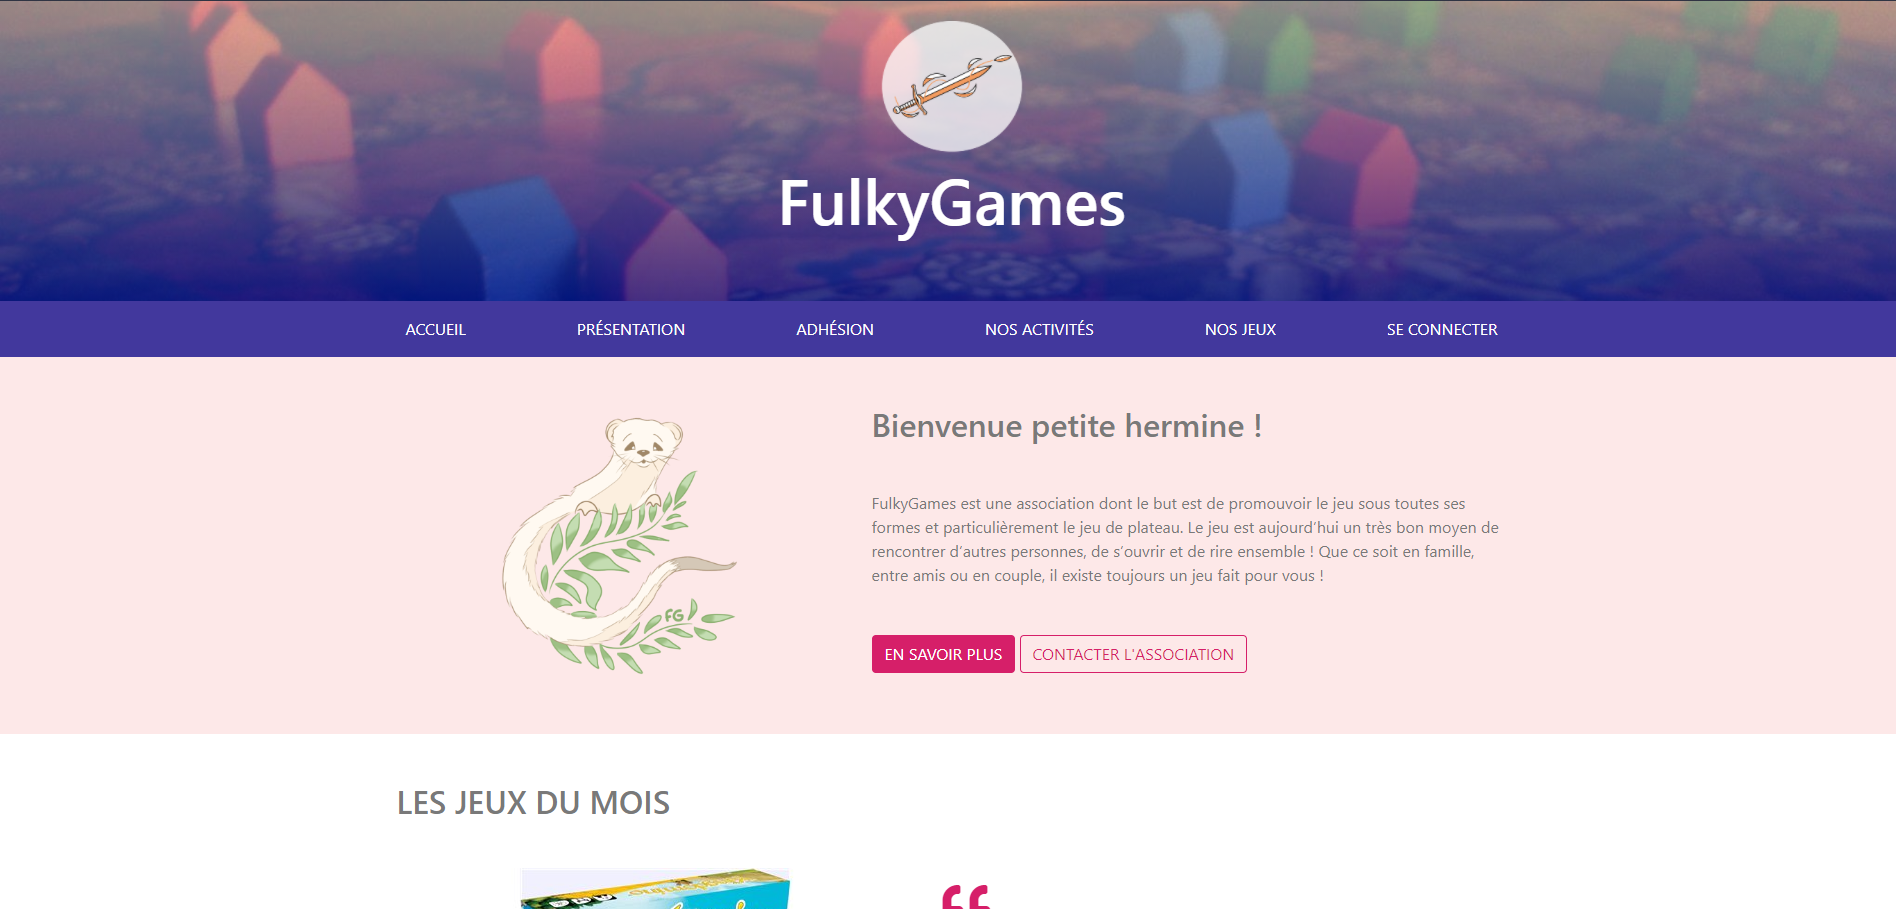 FulkyGames
ACCUEIL PRÉSENTATION ADHÉSION NOS ACTIVITÉS NOS JEUX SE CONNECTER
Bienvenue petite hermine !
FulkyGames est une association dont le but est de promouvoir le jeu sous toutes ses
formes et particulièrement le jeu de plateau. Le jeu est aujourd’hui un très bon moyen de
rencontrer d’autres personnes, de s’ouvrir et de rire ensemble ! Que ce soit en famille,
entre amis ou en couple, il existe toujours un jeu fait pour vous !
FG
EN SAVOIR PLUS CONTACTER L'ASSOCIATION
LES JEUX DU MOIS